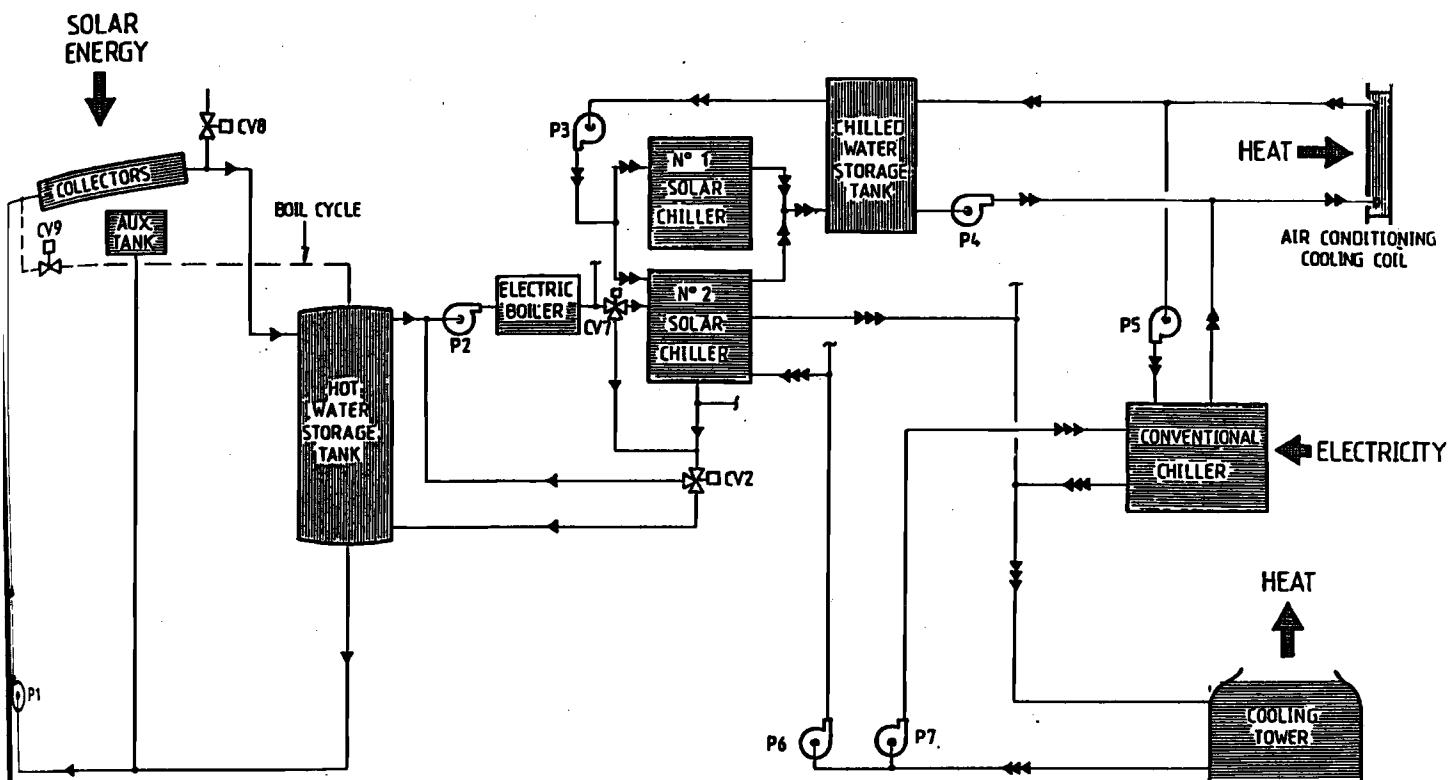 SOLAR
ENERGY
CV8
COLLECTORS
CV9
AUX.
TANK
BOIL CYCLE
HOT
WATER
STORAGE
TANK
P1
P2
ELECTRIC
BOILER
CV7
P3
N° 1
SOLAR
CHILLER
N° 2
SOLAR
CHILLER
CV2
CHILLED
WATER
STORAGE
TANK
P4
HEAT
AIR CONDITIONING
COOLING COIL
P5
CONVENTIONAL
CHILLER
ELECTRICITY
HEAT
COOLING
TOWER
P6
P7